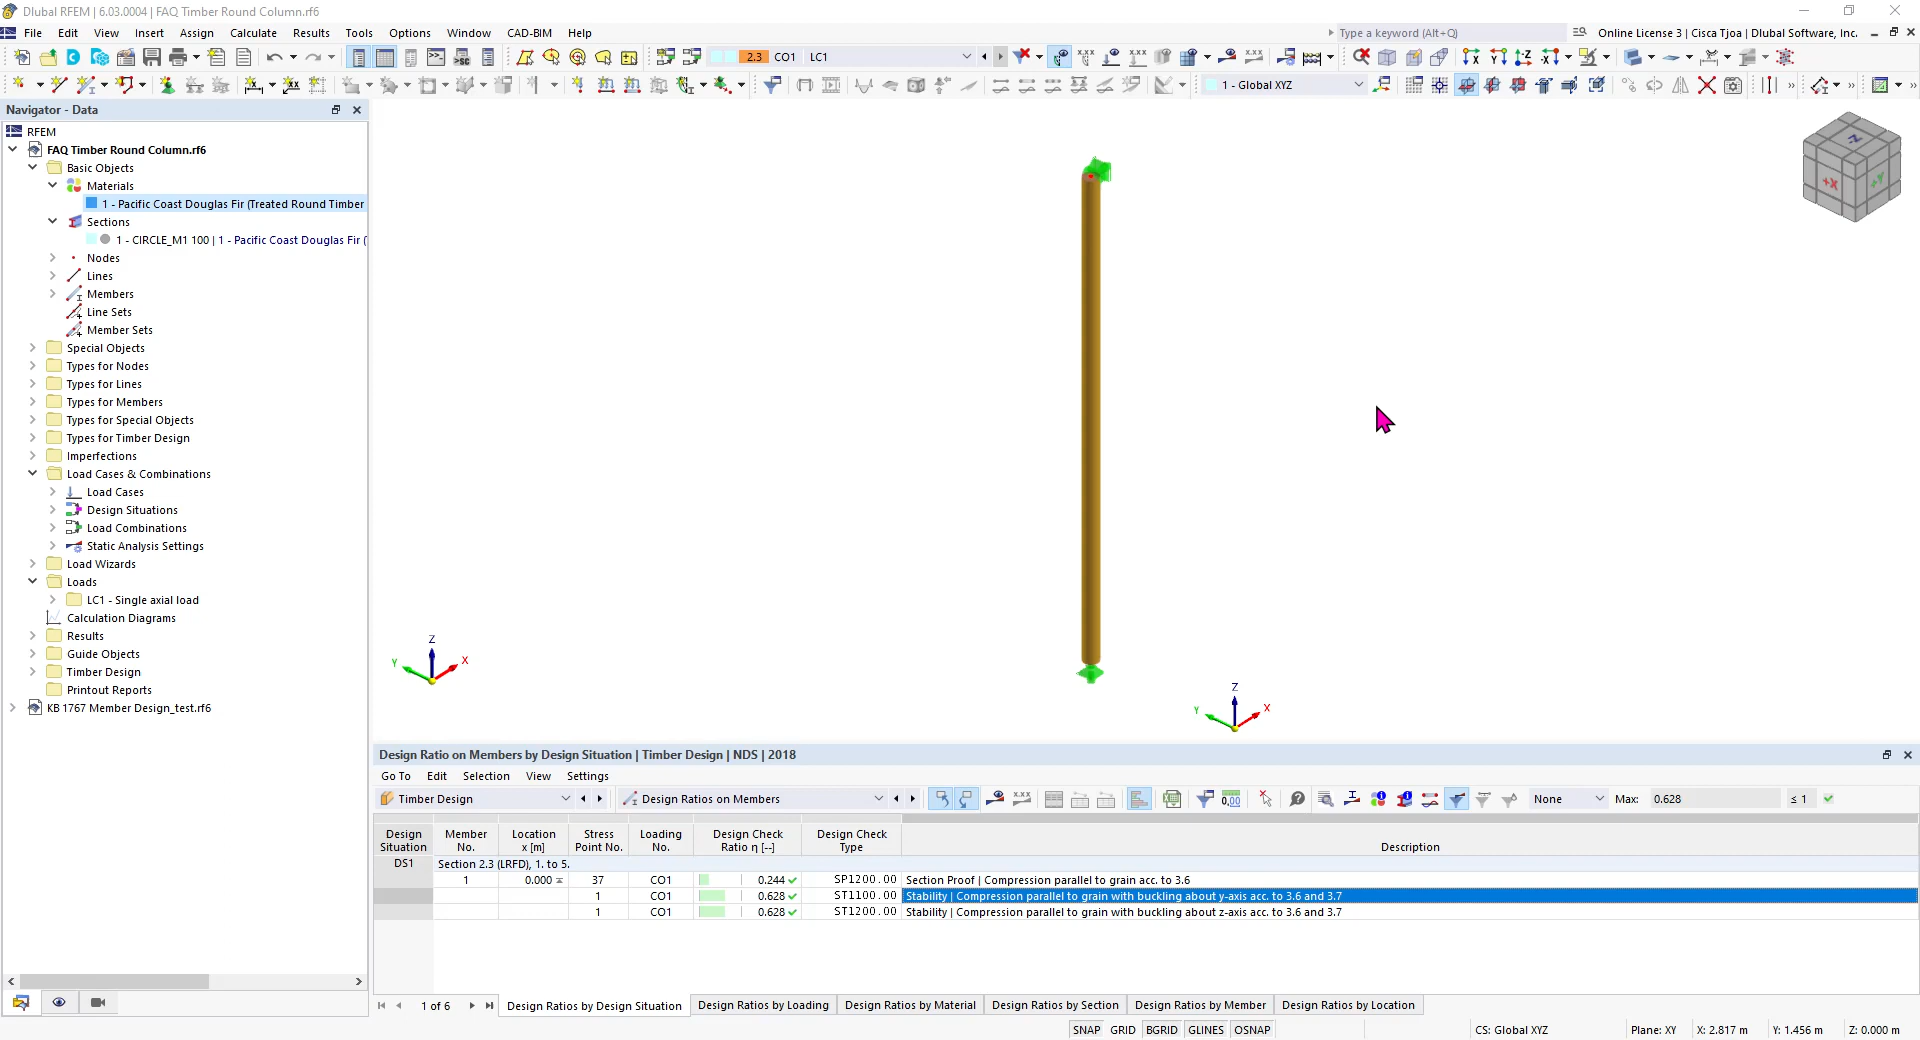 Dlubal RFEM | 6.03.0004 | FAQ Timber Round Column.rf6
File Edit View Insert Assign Calculate Results Tools Options Window CAD-BIM Help
Type a keyword (Alt+Q)
Online License 3 | Cisca Tjoa | Dlubal Software, Inc.
2.3 CO1 LC1
1 - Global XYZ
Navigator - Data
RFEM
FAQ Timber Round Column.rf6
Basic Objects
Materials
1 - Pacific Coast Douglas Fir (Treated Round Timber
Sections
1 - CIRCLE_M1 100 | 1 - Pacific Coast Douglas Fir (
Nodes
Lines
Members
Line Sets
Member Sets
Special Objects
Types for Nodes
Types for Lines
Types for Members
Types for Special Objects
Types for Timber Design
Imperfections
Load Cases & Combinations
Load Cases
Design Situations
Load Combinations
Static Analysis Settings
Load Wizards
Loads
LC1 - Single axial load
Calculation Diagrams
Results
Guide Objects
Timber Design
Printout Reports
KB 1767 Member Design_test.rf6
+X +Y Z
Z
Y X
Z
Y X
Design Ratio on Members by Design Situation | Timber Design | NDS | 2018
Go To Edit Selection View Settings
Timber Design
Design Ratios on Members
x.xx
0,00
None
Max: 0.628 ≤ 1
Design Member Location Stress Loading Design Check Design Check
Situation No. x [m] Point No. No. Ratio η [--] Type Description
DS1 Section 2.3 (LRFD), 1. to 5.
1 0.000 37 CO1 0.244 SP1200.00 Section Proof | Compression parallel to grain acc. to 3.6
1 CO1 0.628 ST1100.00 Stability | Compression parallel to grain with buckling about y-axis acc. to 3.6 and 3.7
1 CO1 0.628 ST1200.00 Stability | Compression parallel to grain with buckling about z-axis acc. to 3.6 and 3.7
1 of 6
Design Ratios by Design Situation Design Ratios by Loading Design Ratios by Material Design Ratios by Section Design Ratios by Member Design Ratios by Location
SNAP GRID BGRID GLINES OSNAP
CS: Global XYZ
Plane: XY
X: 2.817 m
Y: 1.456 m
Z: 0.000 m